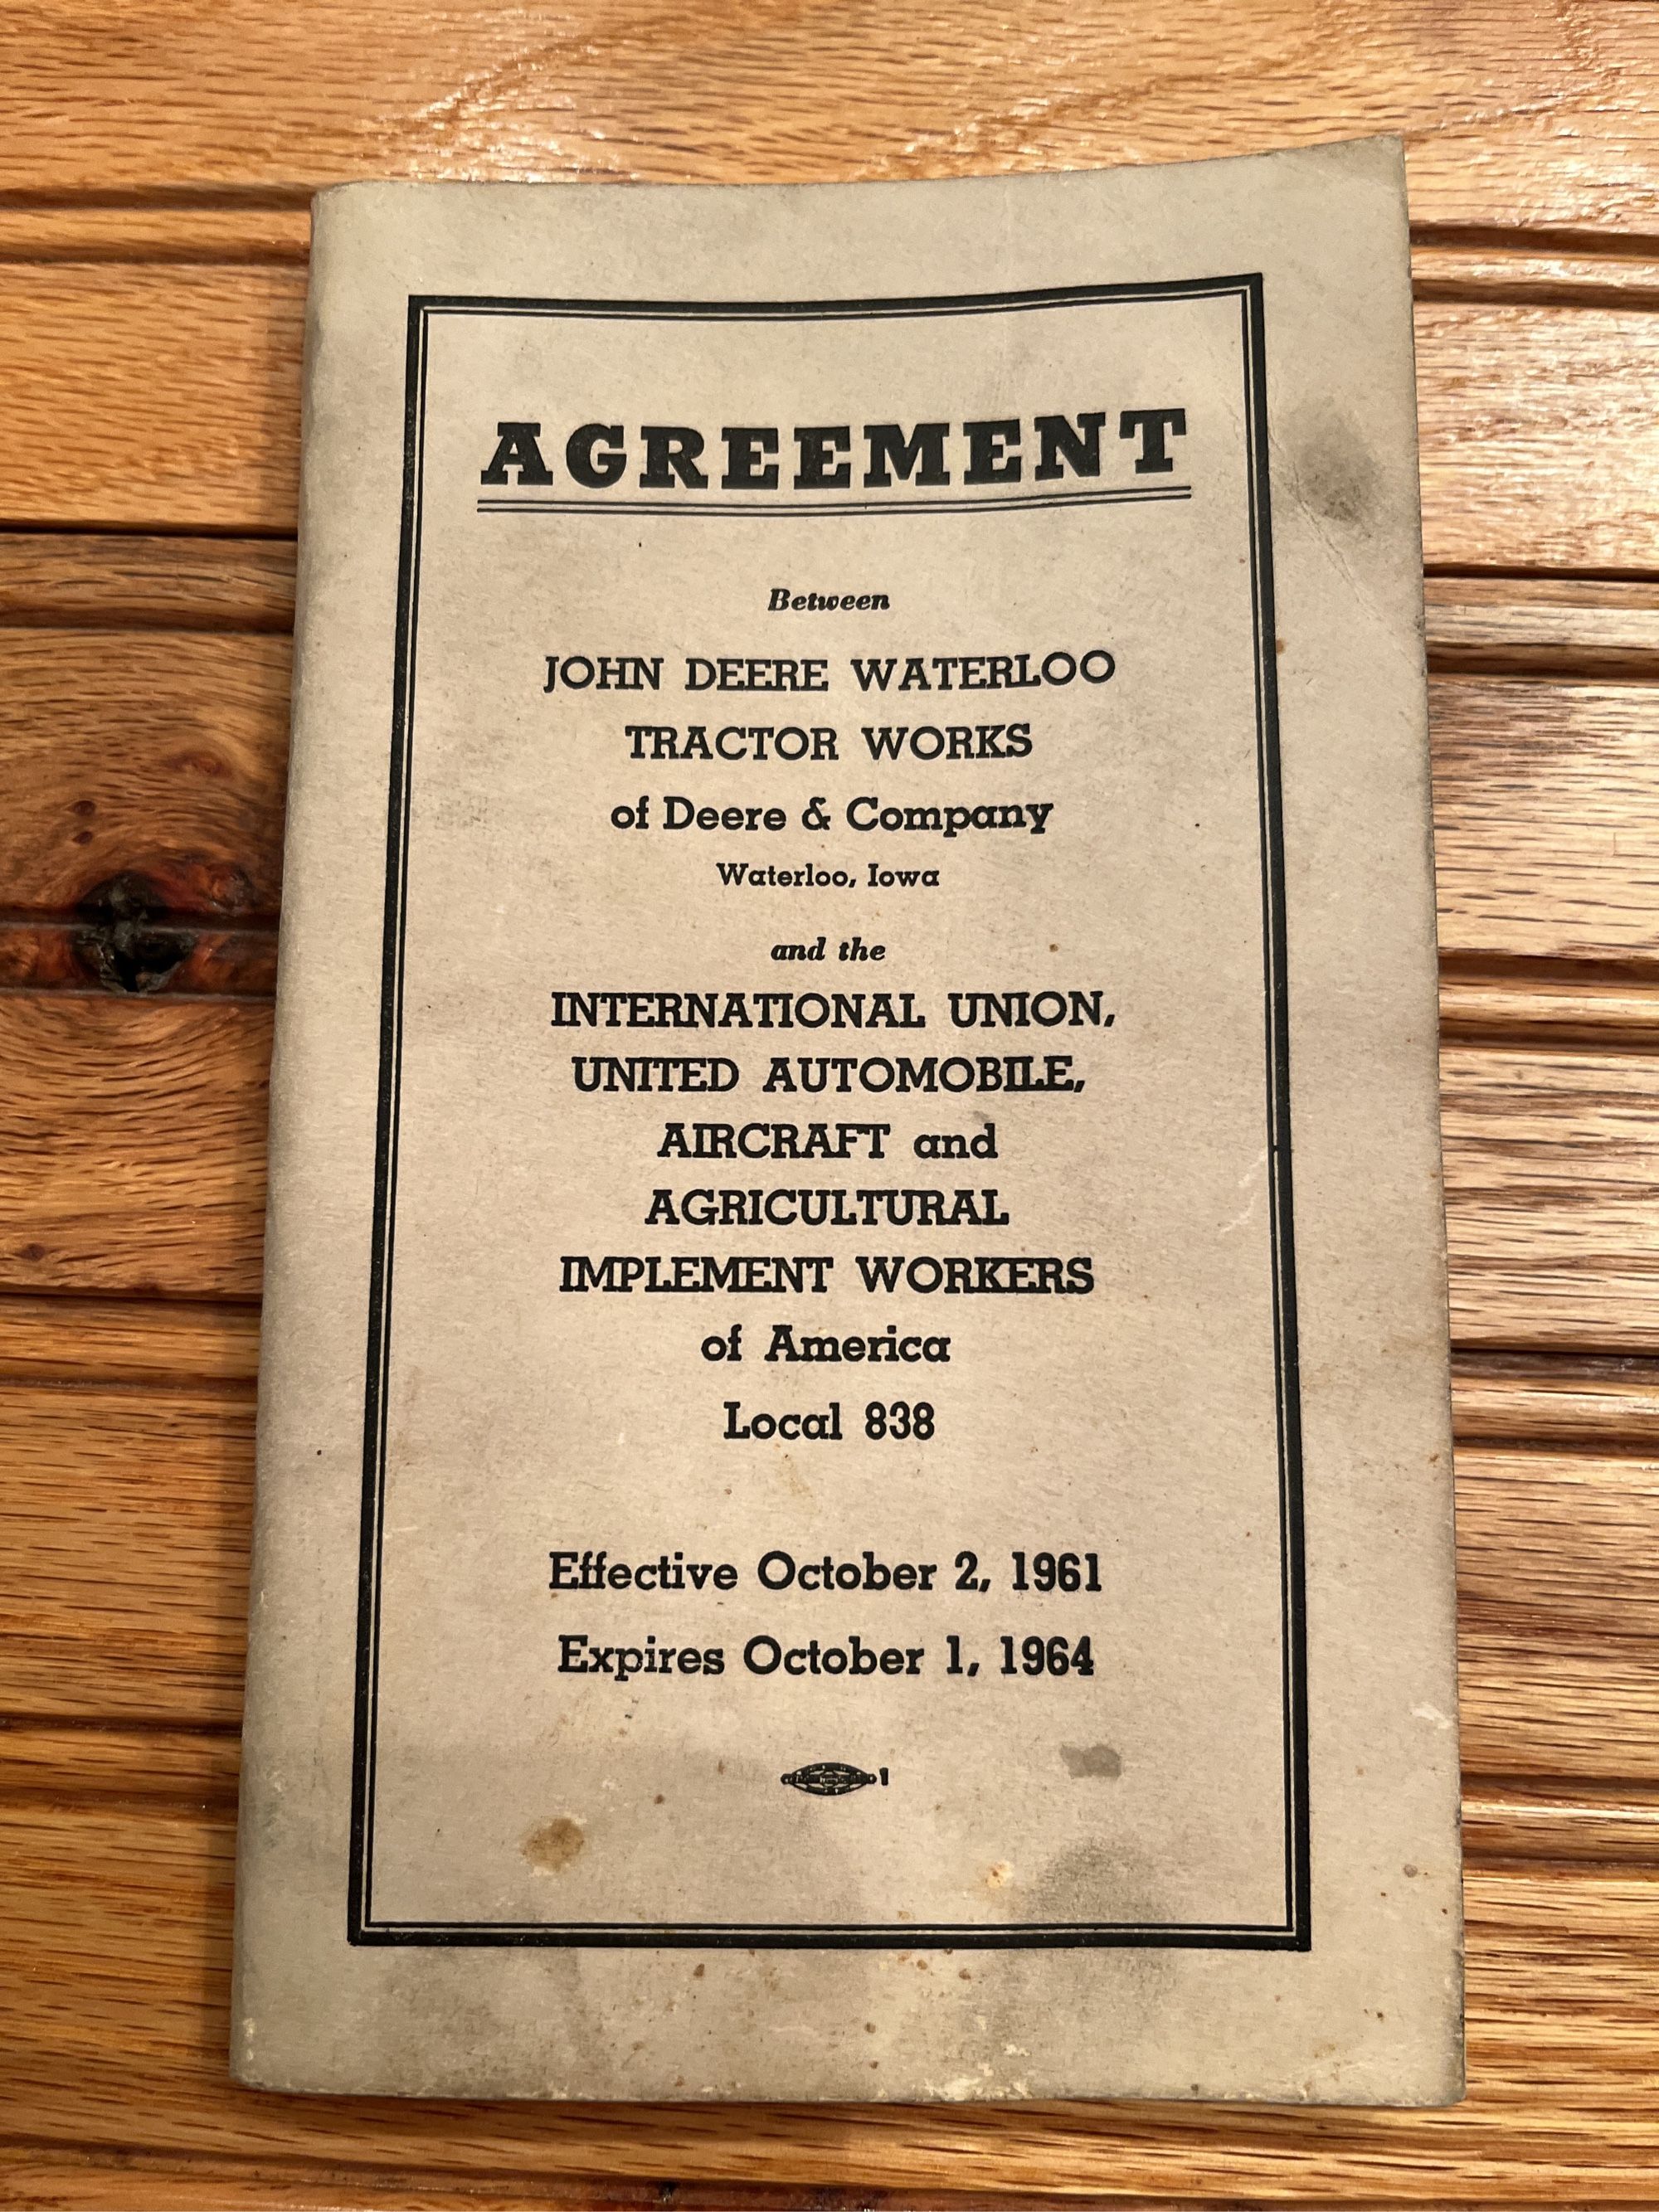 AGREEMENT
Between
JOHN DEERE WATERLOO
TRACTOR WORKS
of Deere & Company
Waterloo, Iowa
and the
INTERNATIONAL UNION,
UNITED AUTOMOBILE,
AIRCRAFT and
AGRICULTURAL
IMPLEMENT WORKERS
of America
Local 838
Effective October 2, 1961
Expires October 1, 1964
1